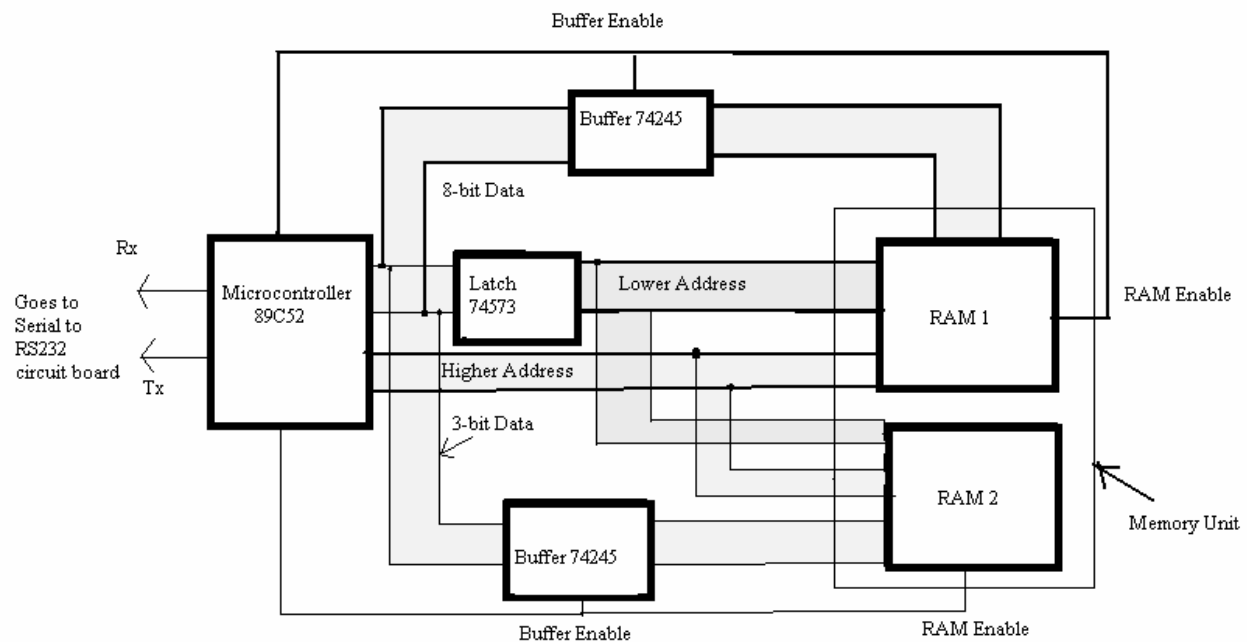 Buffer Enable
Buffer 74245
8-bit Data
Rx
Microcontroller
89C52
Latch
74573
Lower Address
RAM 1
RAM Enable
Goes to
Serial to
RS232
circuit board
Tx
Higher Address
3-bit Data
RAM 2
Memory Unit
Buffer 74245
Buffer Enable
RAM Enable